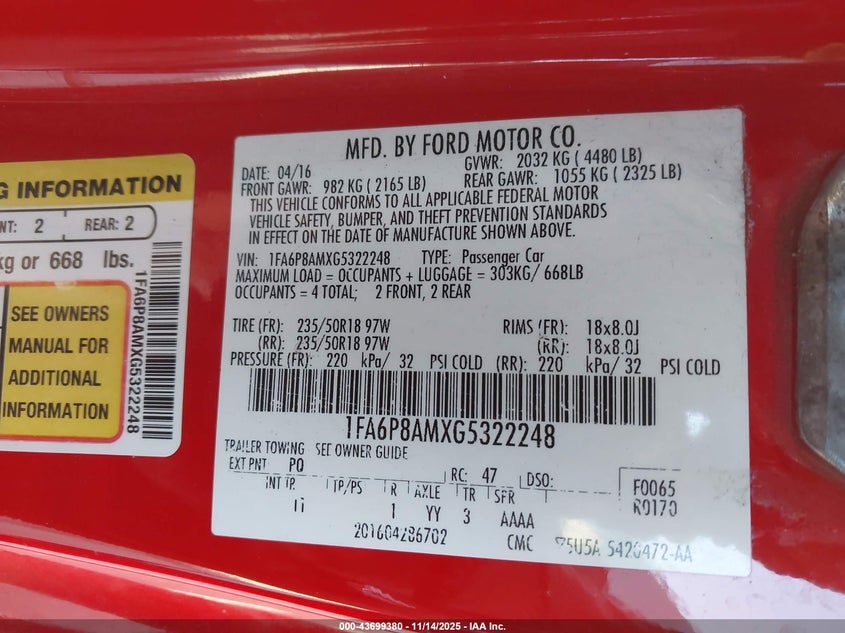 G INFORMATION
NT: 2 REAR: 2
kg or 668 lbs.
SEE OWNERS
MANUAL FOR
ADDITIONAL
INFORMATION
1FA6P8AMXG5322248
MFD. BY FORD MOTOR CO.
DATE: 04/16 GVWR: 2032 KG ( 4480 LB)
FRONT GAWR: 982 KG ( 2165 LB) REAR GAWR: 1055 KG ( 2325 LB)
THIS VEHICLE CONFORMS TO ALL APPLICABLE FEDERAL MOTOR
VEHICLE SAFETY, BUMPER, AND THEFT PREVENTION STANDARDS
IN EFFECT ON THE DATE OF MANUFACTURE SHOWN ABOVE.
VIN: 1FA6P8AMXG5322248 TYPE: Passenger Car
MAXIMUM LOAD = OCCUPANTS + LUGGAGE = 303KG/ 668LB
OCCUPANTS = 4 TOTAL; 2 FRONT, 2 REAR
TIRE (FR): 235/50R18 97W RIMS (FR): 18x8.0J
(RR): 235/50R18 97W (RR): 18x8.0J
PRESSURE (FR): 220 kPa/ 32 PSI COLD (RR): 220 kPa/ 32 PSI COLD
1FA6P8AMXG5322248
TRAILER TOWING SEE OWNER GUIDE
EXT PNT PQ RC: 47 DSO: F0065
INT TR TP/PS R AXLE TR SFR R0170
1 YY 3 AAAA
201604286702 CMC S420472-AA
000-43699380 - 11/14/2025 - IAA Inc.